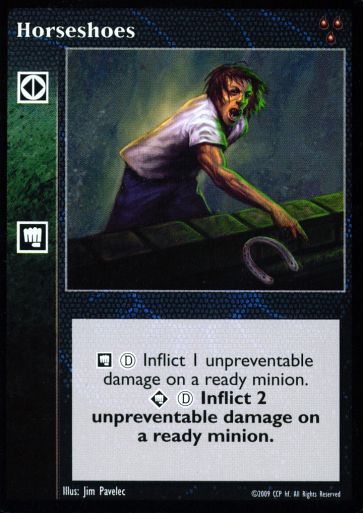 Horseshoes
D Inflict 1 unpreventable
damage on a ready minion.
D Inflict 2
unpreventable damage on
a ready minion.
Illus: Jim Pavelec
©2009 CCP hf. All Rights Reserved